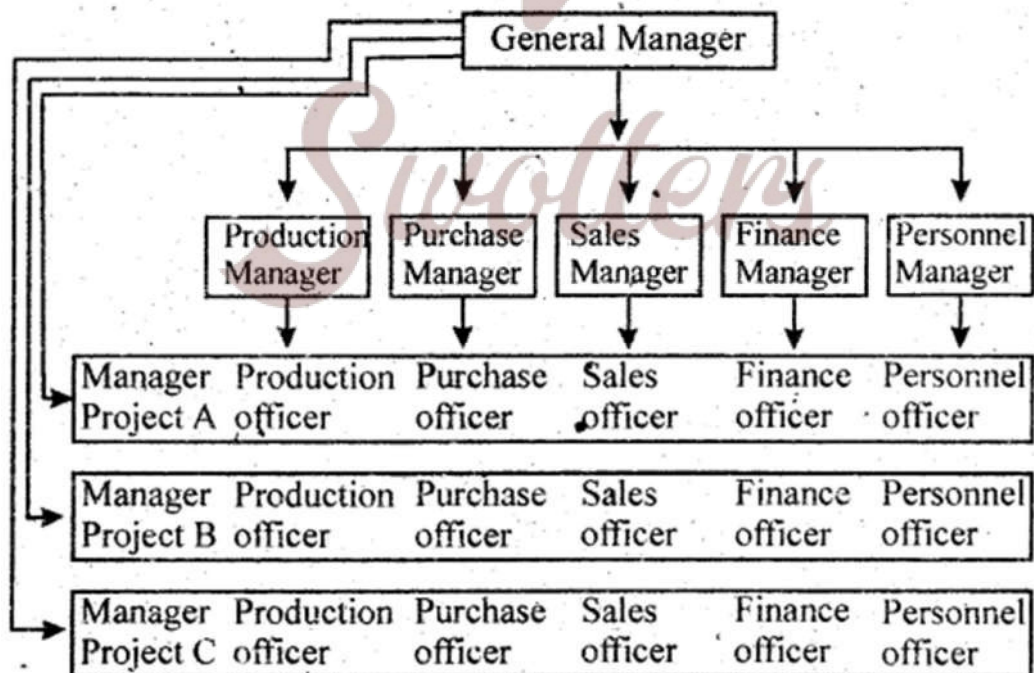 General Manager
Swotters
Production Purchase Sales Finance Personnel
Manager Manager Manager Manager Manager
Manager Production Purchase Sales Finance Personnel
Project A officer officer officer officer officer
Manager Production Purchase Sales Finance Personnel
Project B officer officer officer officer officer
Manager Production Purchase Sales Finance Personnel
Project C officer officer officer officer officer